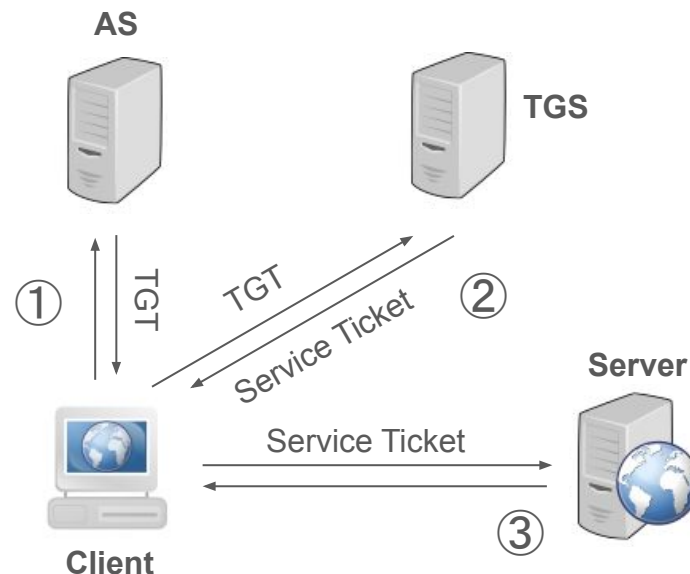 AS
TGS
①
TGT
TGT
Service Ticket
②
Server
Service Ticket
③
Client